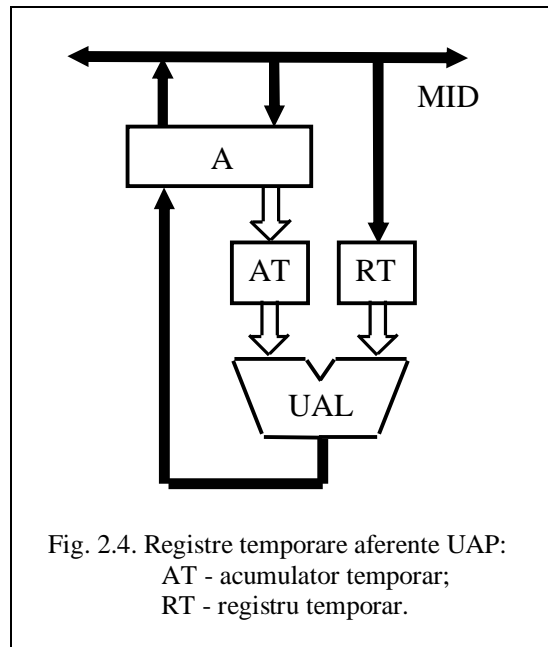 MID
A
AT
RT
UAL
Fig. 2.4. Registre temporare aferente UAP:
AT - acumulator temporar;
RT - registru temporar.